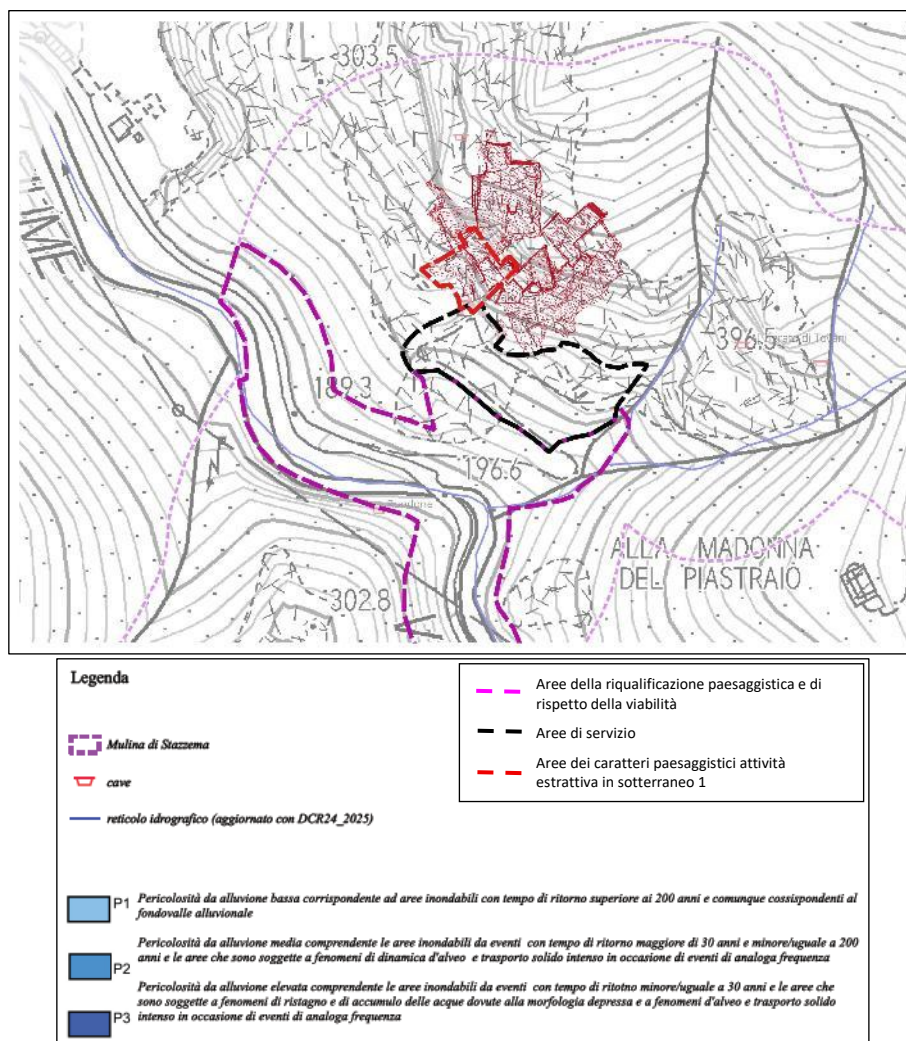 303.5
396.5
189.3
196.6
ALLA MADONNA
DEL PIASTRAIO
302.8
Legenda
Mulina di Stazzema
cave
reticolo idrografico (aggiornato con DCR24_2025)
Aree della riqualificazione paesaggistica e di
rispetto della viabilità
Aree di servizio
Aree dei caratteri paesaggistici attività
estrattiva in sotterraneo 1
P1 Pericolosità da alluvione bassa corrispondente ad aree inondabili con tempo di ritorno superiore ai 200 anni e comunque cossispondenti al
fondovalle alluvionale
P2 Pericolosità da alluvione media comprendente le aree inondabili da eventi con tempo di ritorno maggiore di 30 anni e minore/uguale a 200
anni e le aree che sono soggette a fenomeni di dinamica d'alveo e trasporto solido intenso in occasione di eventi di analoga frequenza
P3 Pericolosità da alluvione elevata comprendente le aree inondabili da eventi con tempo di ritotno minore/uguale a 30 anni e le aree che
sono soggette a fenomeni di ristagno e di accumulo delle acque dovute alla morfologia depressa e a fenomeni d'alveo e trasporto solido
intenso in occasione di eventi di analoga frequenza